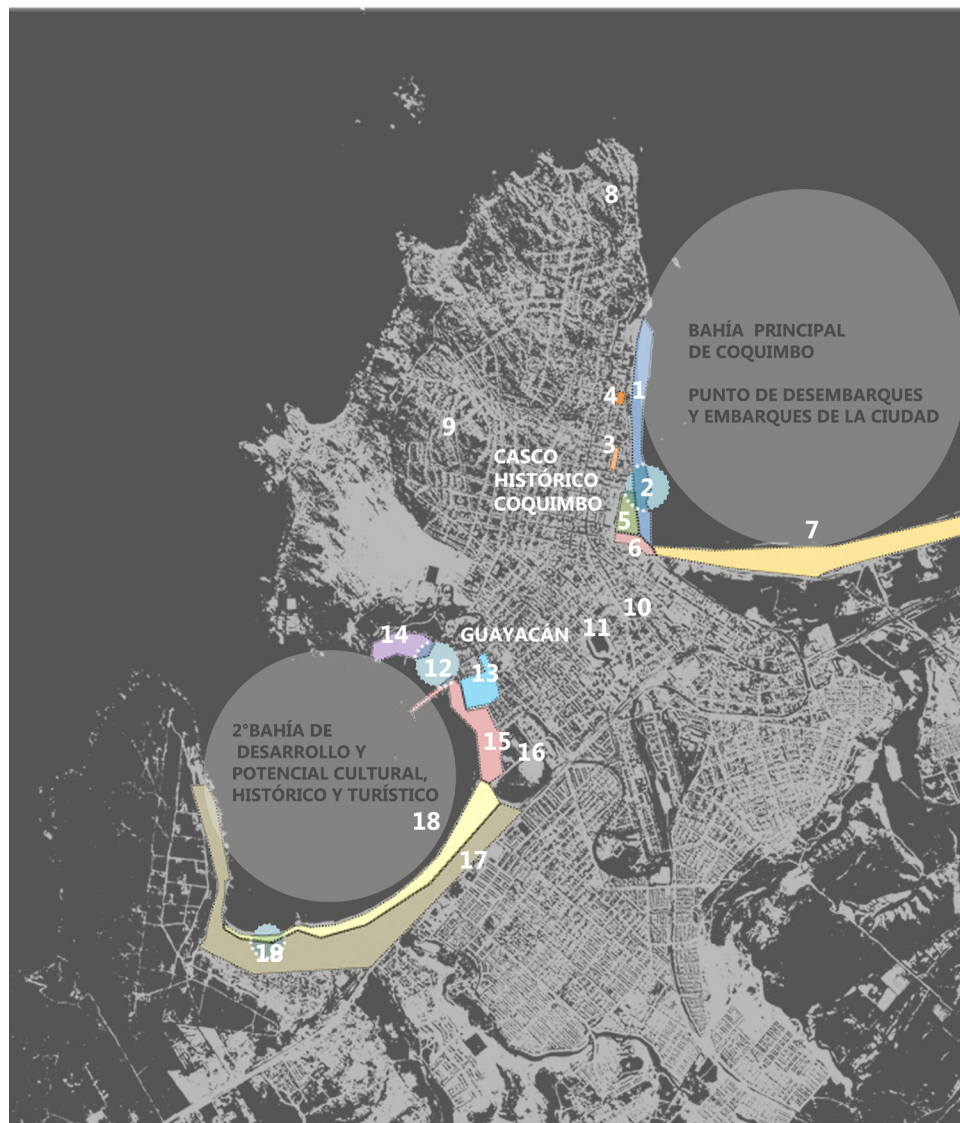 8
BAHÍA PRINCIPAL
DE COQUIMBO
PUNTO DE DESEMBARQUES
Y EMBARQUES DE LA CIUDAD
4
1
9
3
CASCO
HISTÓRICO
COQUIMBO
2
5
6
7
10
11
GUAYACÁN
14
12
13
15
16
2°BAHÍA DE
DESARROLLO Y
POTENCIAL CULTURAL,
HISTÓRICO Y TURÍSTICO
18
17